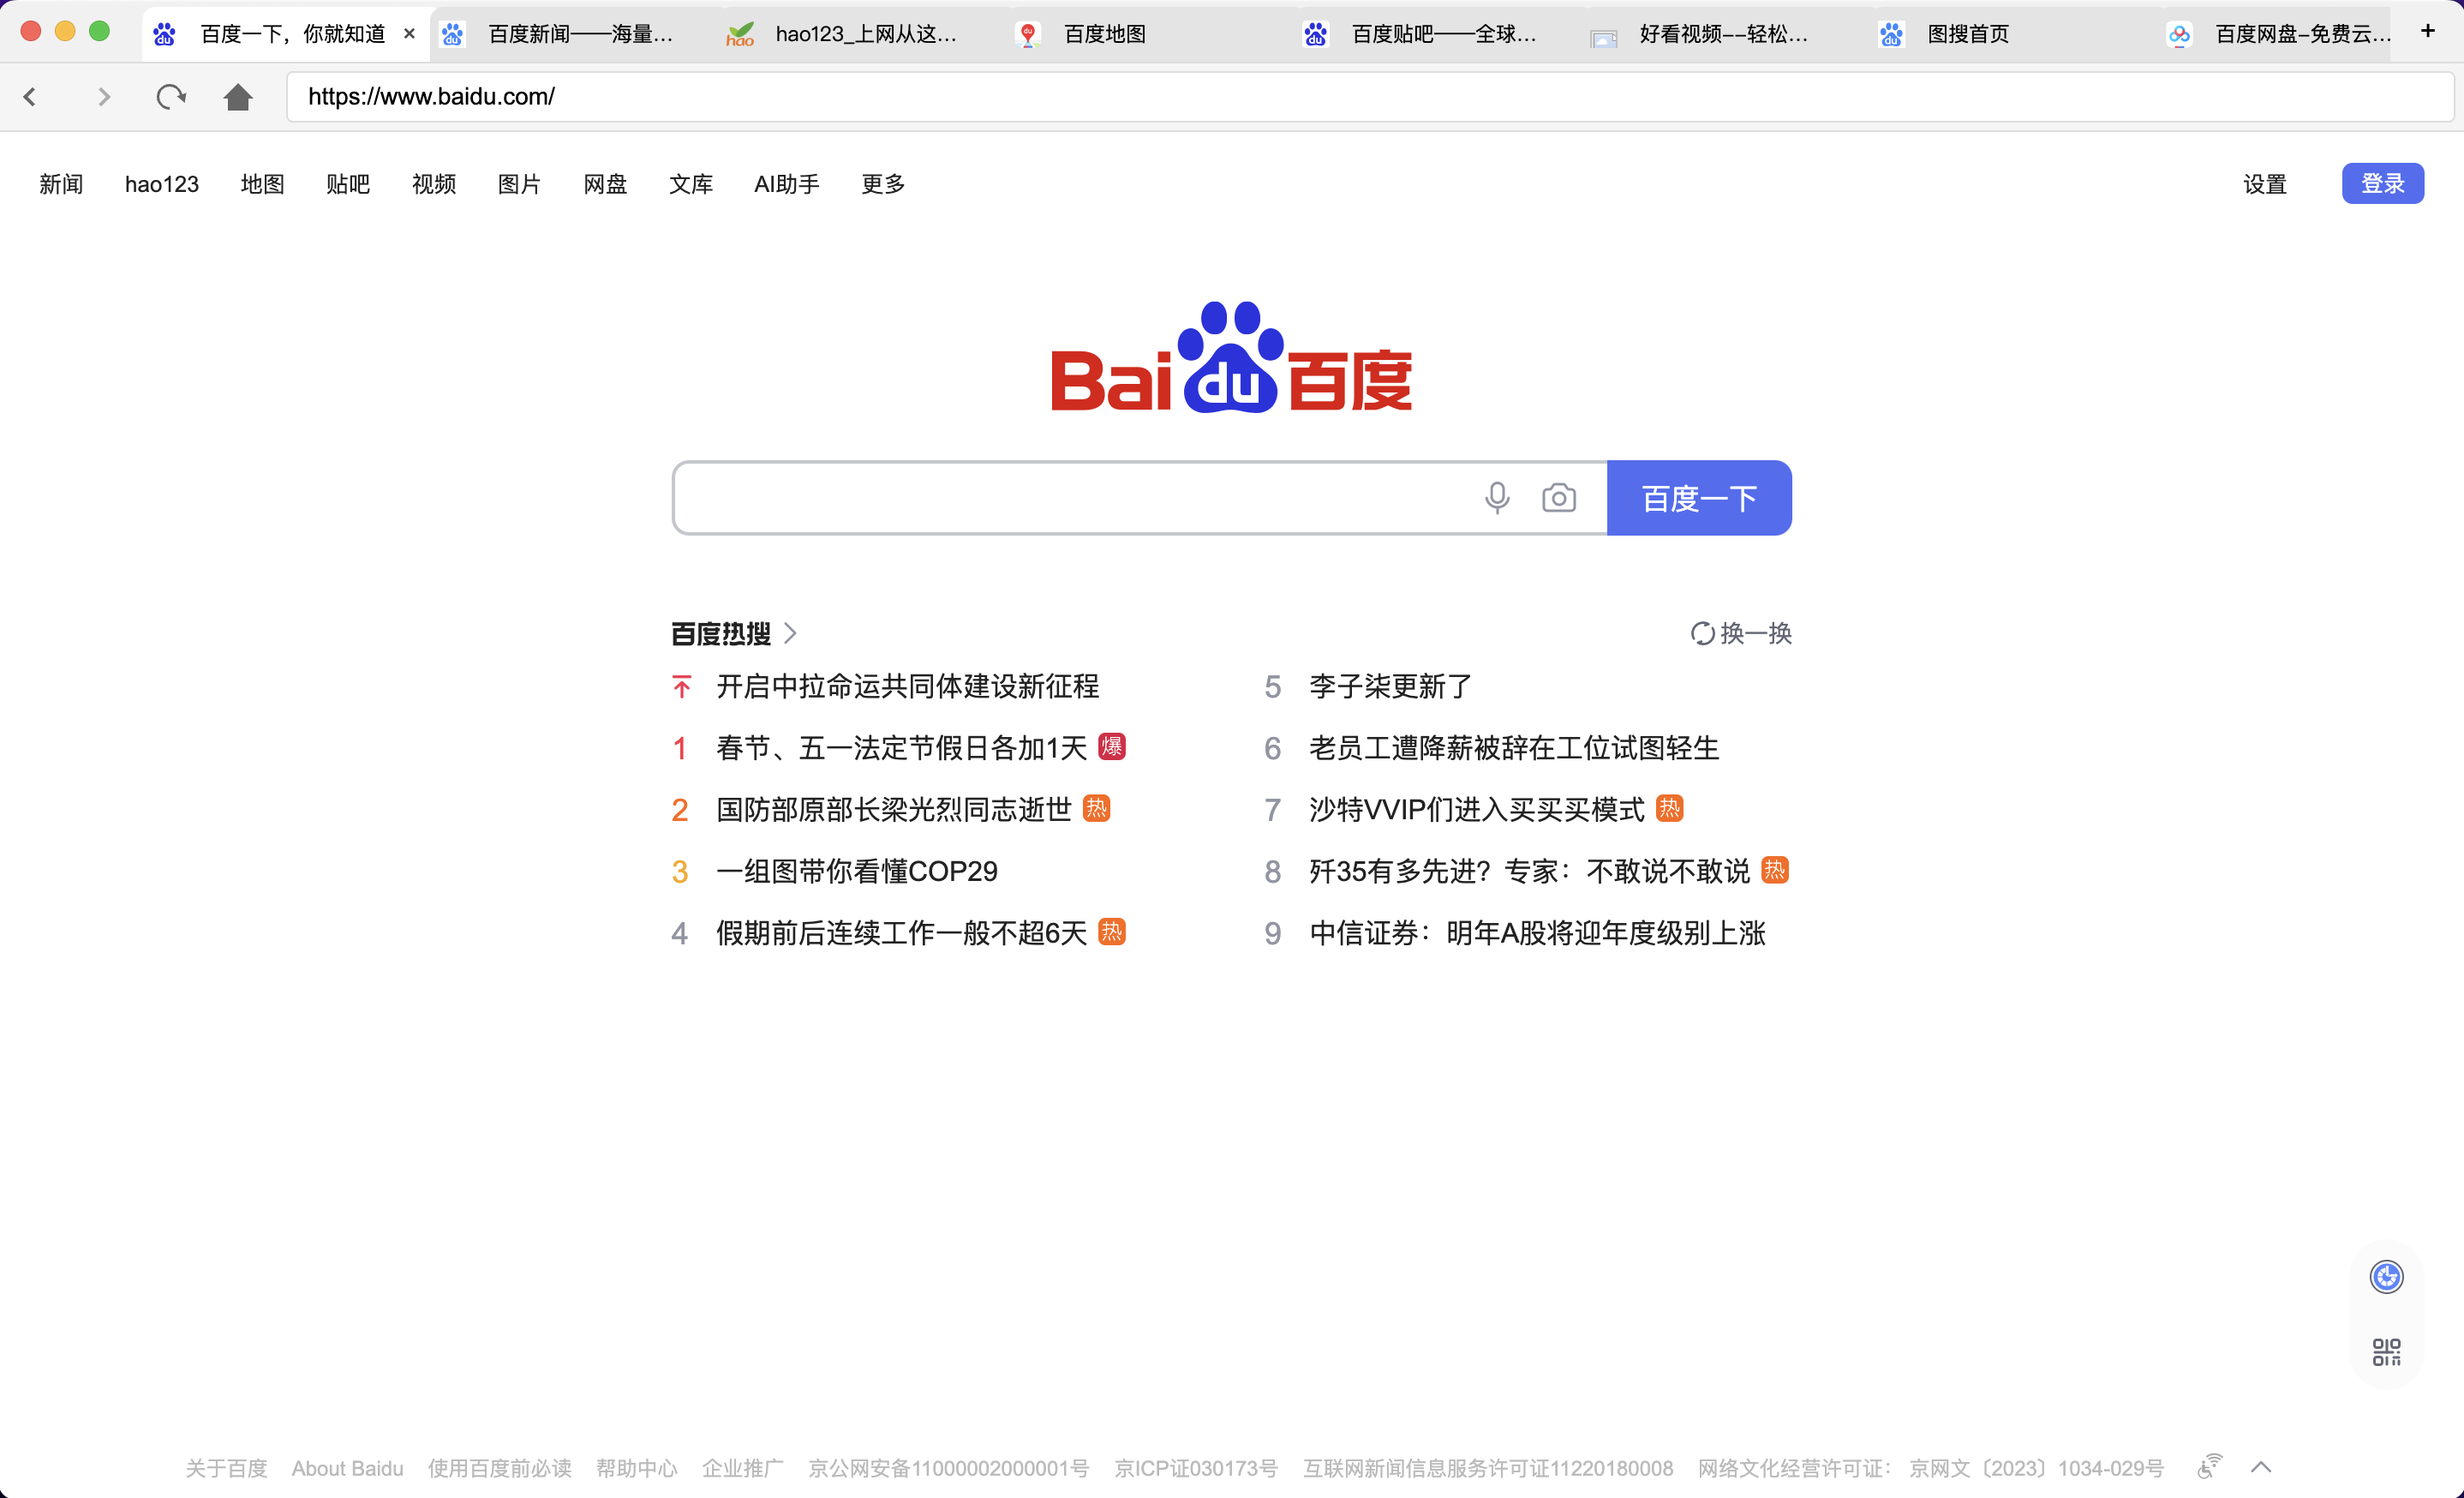 百度一下，你就知道
百度新闻——海量...
hao123_上网从这...
百度地图
百度贴吧——全球...
好看视频--轻松...
图搜首页
百度网盘-免费云...
https://www.baidu.com/
新闻 hao123 地图 贴吧 视频 图片 网盘 文库 AI助手 更多 设置 登录
Bai du 百度
百度一下
百度热搜
换一换
开启中拉命运共同体建设新征程
1 春节、五一法定节假日各加1天 爆
2 国防部原部长梁光烈同志逝世 热
3 一组图带你看懂COP29
4 假期前后连续工作一般不超6天 热
5 李子柒更新了
6 老员工遭降薪被辞在工位试图轻生
7 沙特VVIP们进入买买买模式 热
8 歼35有多先进？专家：不敢说不敢说 热
9 中信证券：明年A股将迎年度级别上涨
关于百度 About Baidu 使用百度前必读 帮助中心 企业推广 京公网安备11000002000001号 京ICP证030173号 互联网新闻信息服务许可证11220180008 网络文化经营许可证： 京网文〔2023〕1034-029号